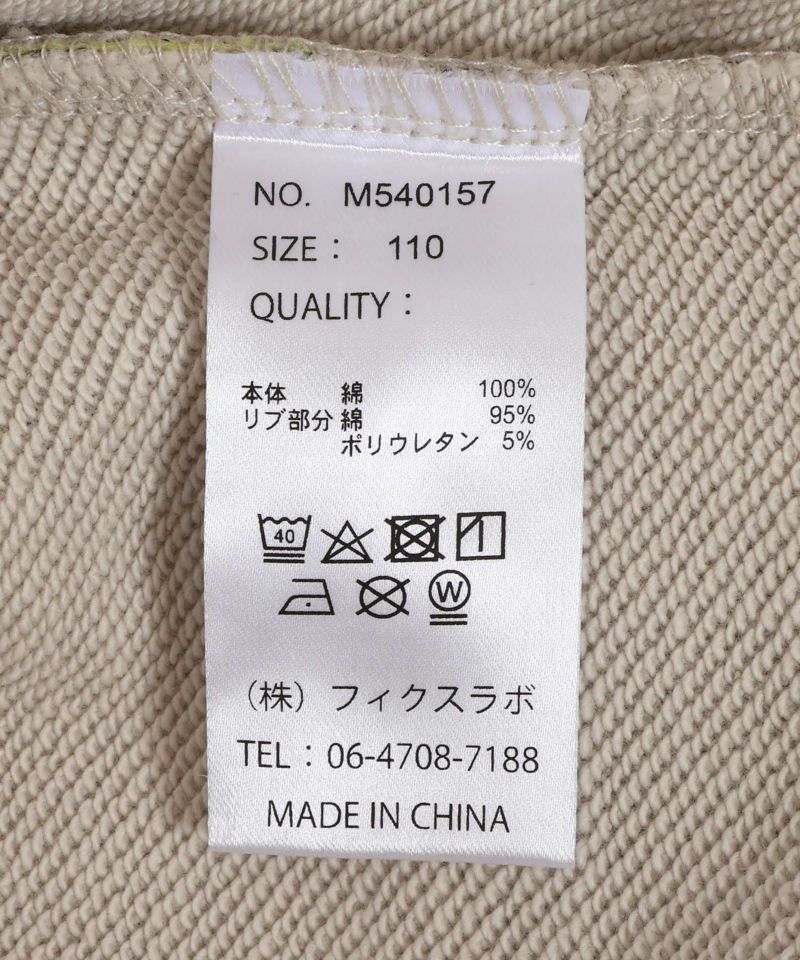 NO. M540157
SIZE： 110
QUALITY：
本体 綿 100%
リブ部分 綿 95%
ポリウレタン 5%
40
W
（株）フィクスラボ
TEL：06-4708-7188
MADE IN CHINA